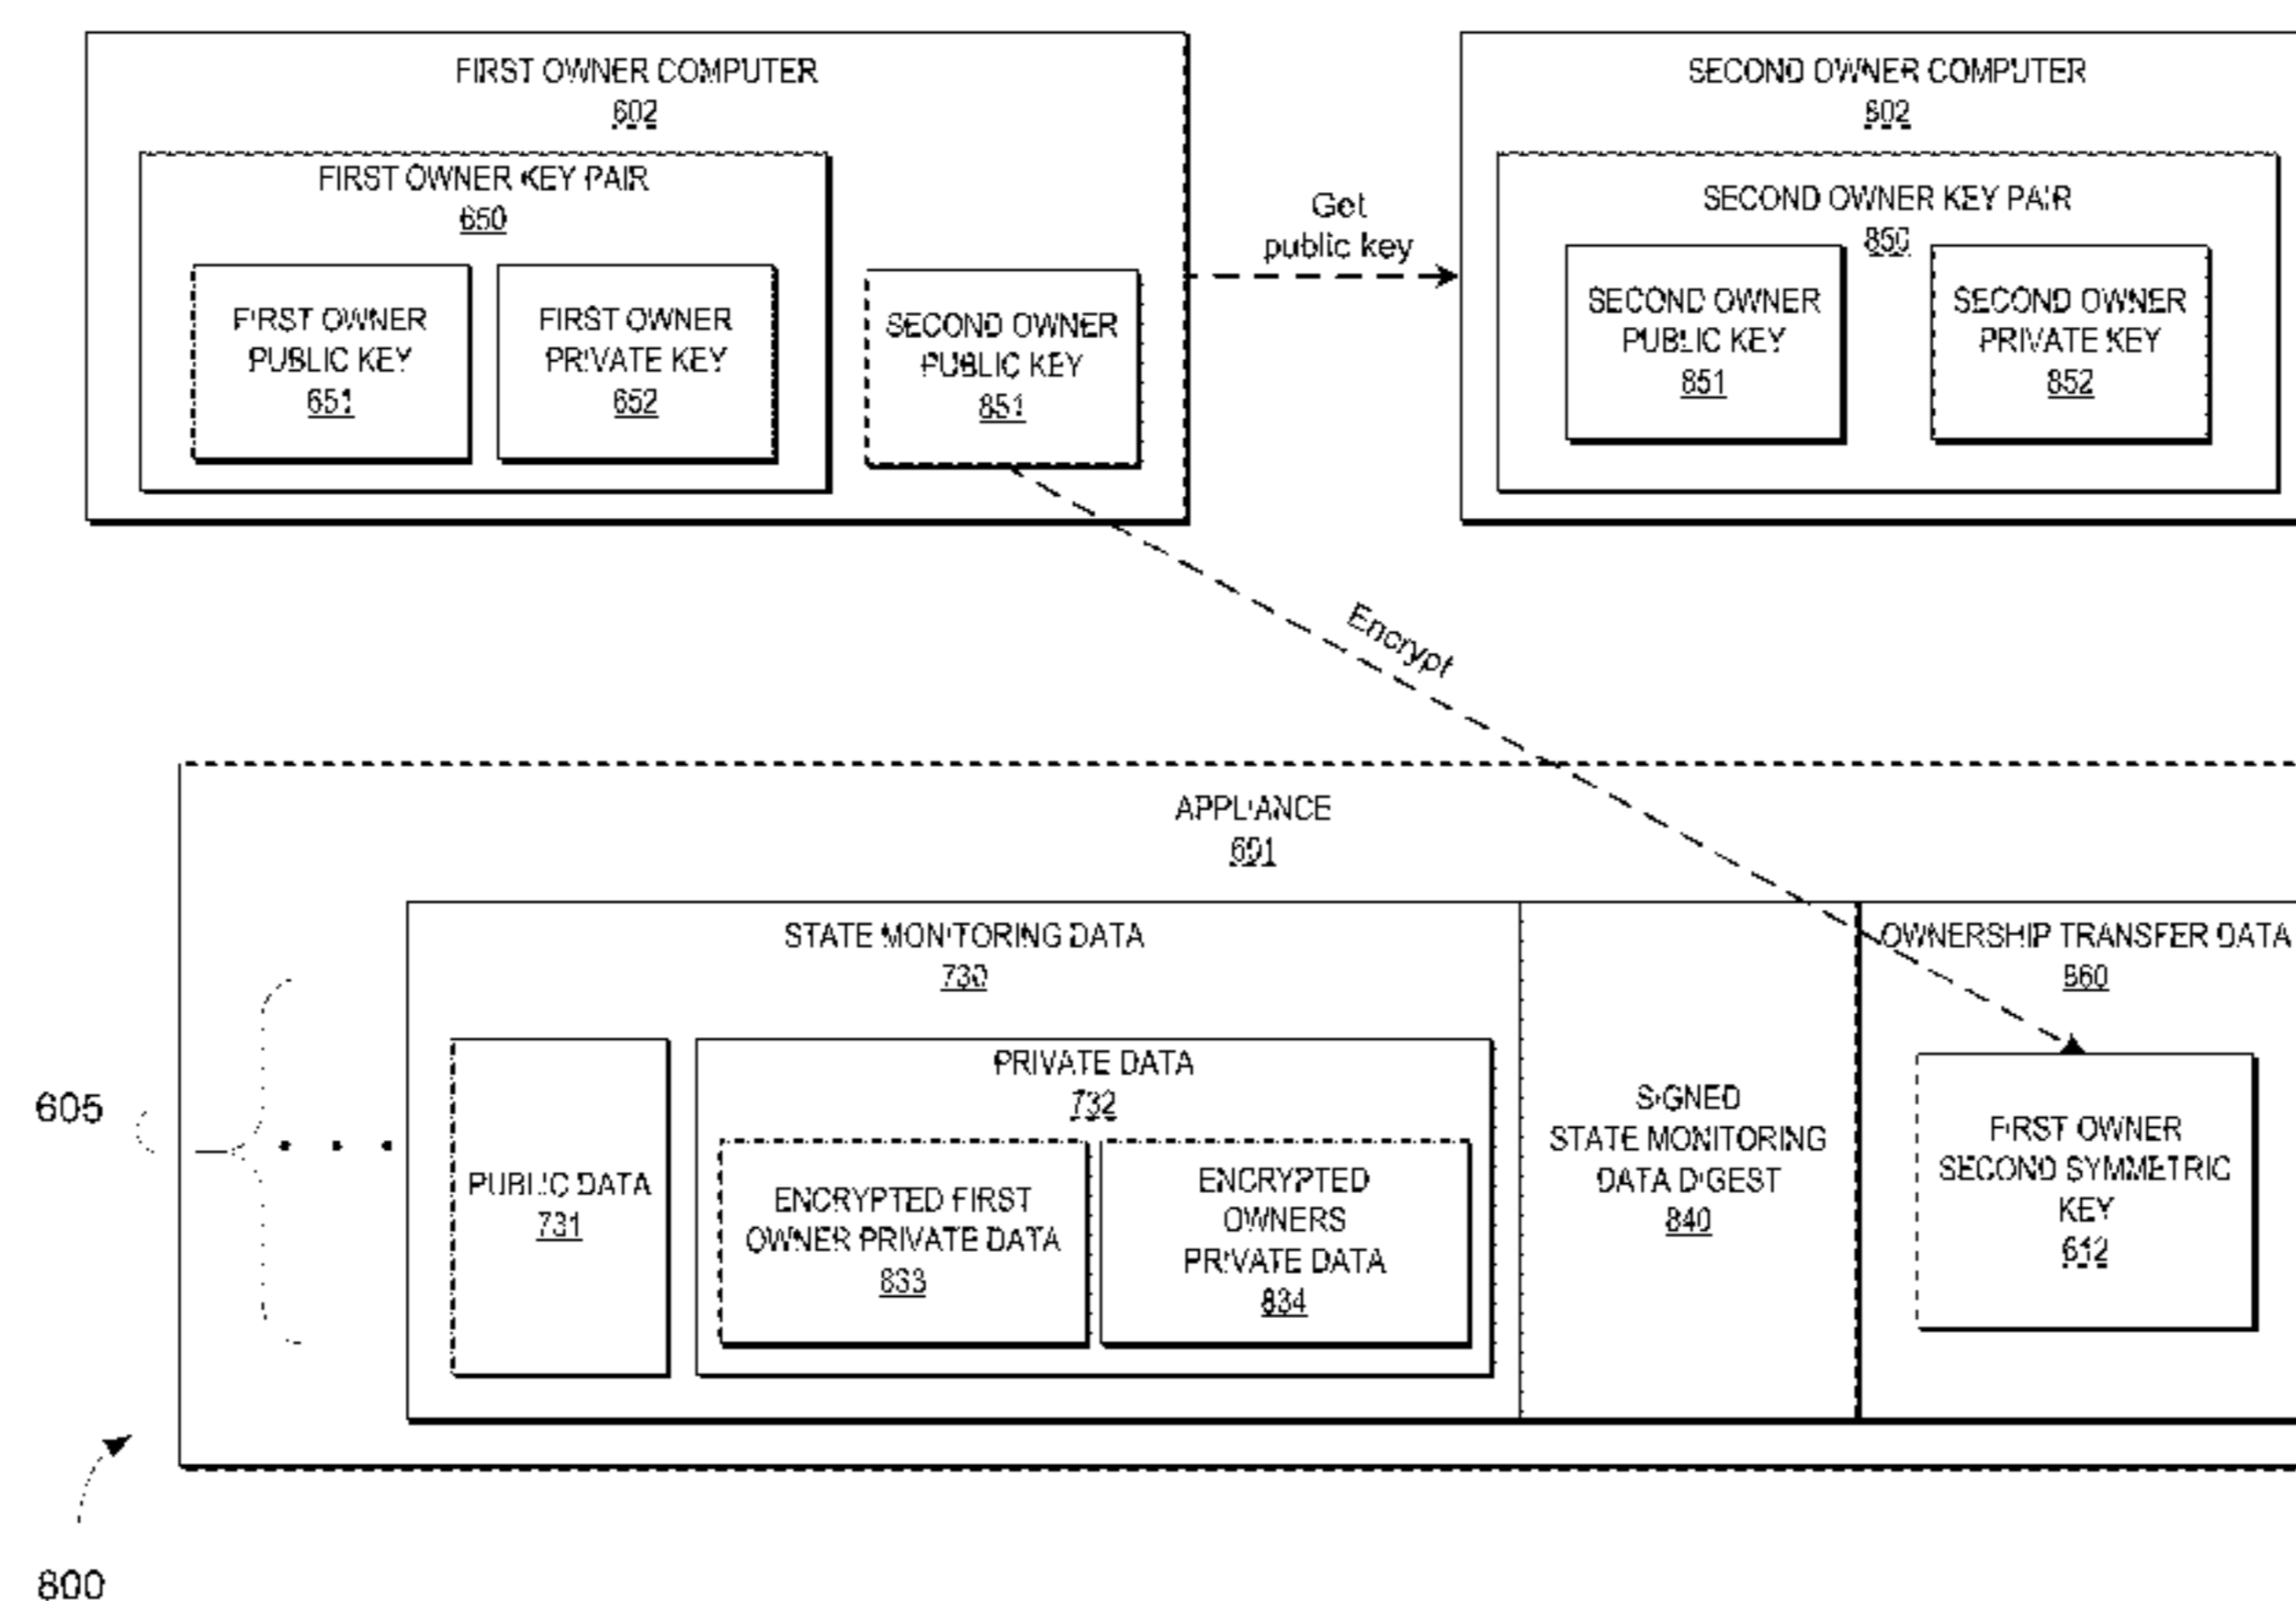 FIRST OWNER COMPUTER
602
FIRST OWNER KEY PAIR
650
FIRST OWNER
PUBLIC KEY
651
FIRST OWNER
PRIVATE KEY
652
SECOND OWNER
PUBLIC KEY
851
Get
public key
SECOND OWNER COMPUTER
802
SECOND OWNER KEY PAIR
850
SECOND OWNER
PUBLIC KEY
851
SECOND OWNER
PRIVATE KEY
852
Encrypt
APPLIANCE
691
STATE MONITORING DATA
730
PUBLIC DATA
731
PRIVATE DATA
732
ENCRYPTED FIRST
OWNER PRIVATE DATA
833
ENCRYPTED
OWNERS
PRIVATE DATA
834
SIGNED
STATE MONITORING
DATA DIGEST
840
OWNERSHIP TRANSFER DATA
860
FIRST OWNER
SECOND SYMMETRIC
KEY
612
605
800